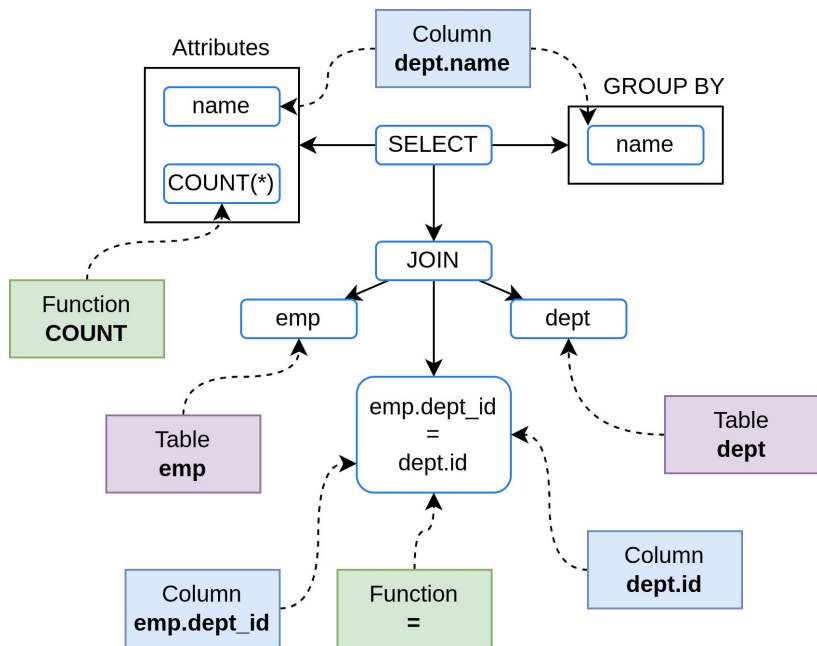 Column
dept.name
Attributes
GROUP BY
name
SELECT
name
COUNT(*)
JOIN
Function
COUNT
emp
dept
emp.dept_id
=
dept.id
Table
emp
Table
dept
Column
emp.dept_id
Function
=
Column
dept.id